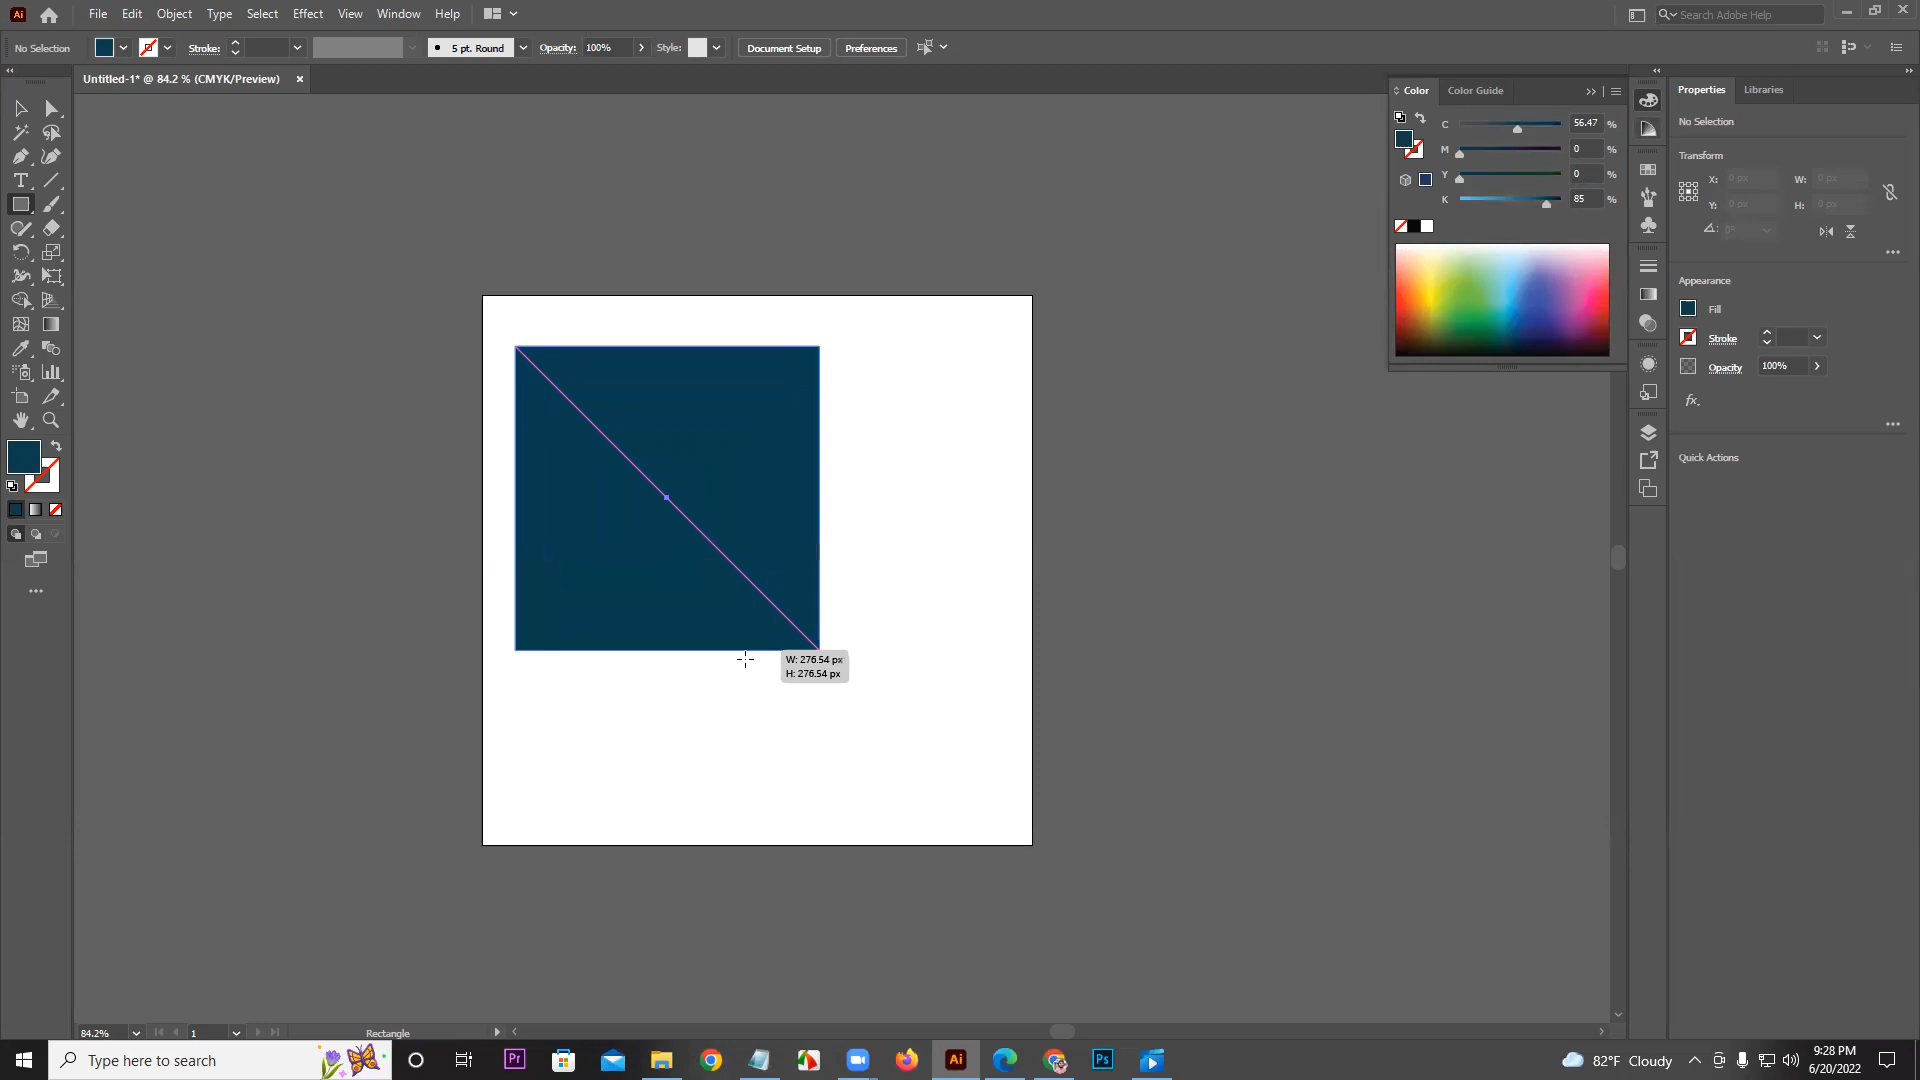 Ai File Edit Object Type Select Effect View Window Help Search Adobe Help
No Selection Stroke: 5 pt. Round Opacity: 100% Style: Document Setup Preferences
Untitled-1* @ 84.2 % (CMYK/Preview) ×
Color Color Guide
C 56.47 %
M 0 %
Y 0 %
K 85 %
Properties Libraries
No Selection
Transform
X: 0 px W: 0 px
Y: 0 px H: 0 px
Appearance
Fill
Stroke
Opacity 100%
fx.
Quick Actions
W: 276.54 px
H: 276.54 px
84.2% 1 Rectangle
Type here to search Pr Ai Ps 82°F Cloudy 9:28 PM
6/20/2022